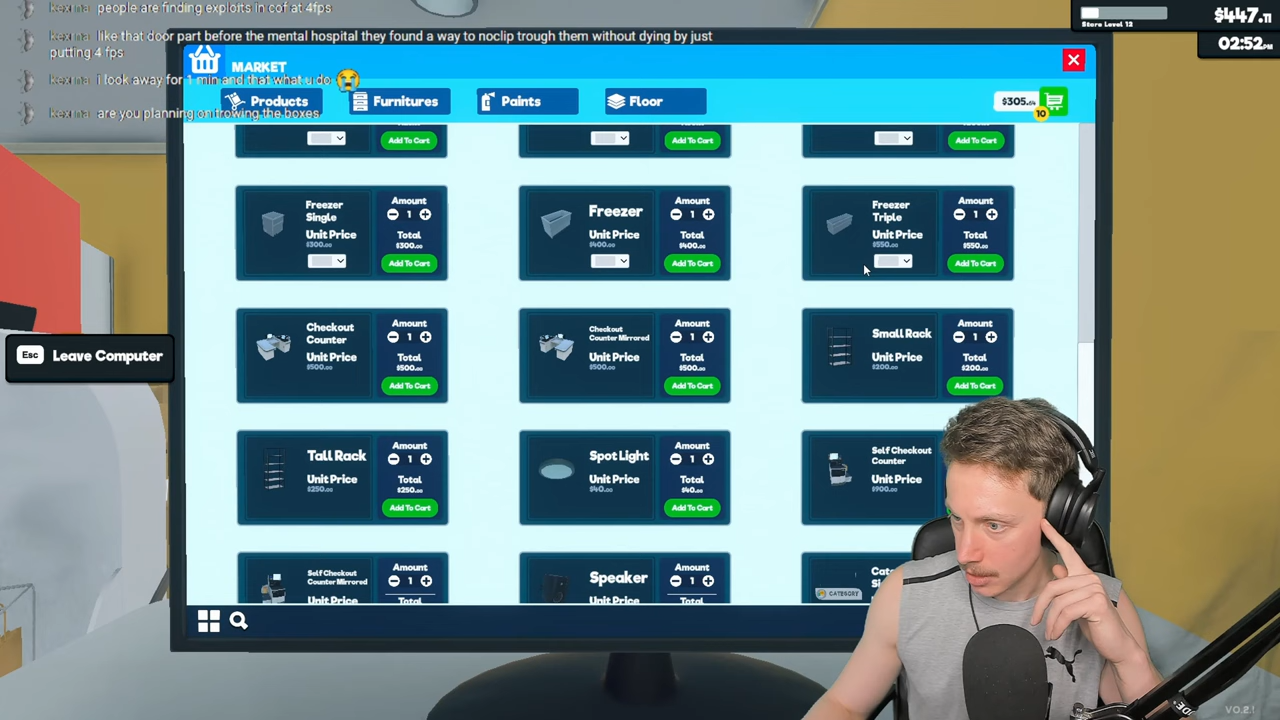 kexma people are finding exploits in cof at 4fps
kexma like that door part before the mental hospital they found a way to noclip trough them without dying by just
putting 4 fps
kexma i look away for 1 min and that what u do 😭
kexma are you planning on trowing the boxes
Store Level 12
$447.11
02:52PM
MARKET
Products
Furnitures
Paints
Floor
$305.64
10
Add To Cart
Add To Cart
Add To Cart
Freezer
Single
Unit Price
$300.00
Amount
1
Total
$300.00
Add To Cart
Freezer
Unit Price
$400.00
Amount
1
Total
$400.00
Add To Cart
Freezer
Triple
Unit Price
$550.00
Amount
1
Total
$550.00
Add To Cart
Esc Leave Computer
Checkout
Counter
Unit Price
$500.00
Amount
1
Total
$500.00
Add To Cart
Checkout
Counter Mirrored
Unit Price
$500.00
Amount
1
Total
$500.00
Add To Cart
Small Rack
Unit Price
$200.00
Amount
1
Total
$200.00
Add To Cart
Tall Rack
Unit Price
$250.00
Amount
1
Total
$250.00
Add To Cart
Spot Light
Unit Price
$40.00
Amount
1
Total
$40.00
Add To Cart
Self Checkout
Counter
Unit Price
$900.00
Self Checkout
Counter Mirrored
Unit Price
Amount
1
Total
Speaker
Unit Price
Amount
1
Total
CATEGORY
V0.2.1